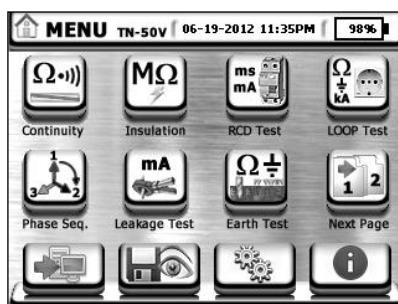 MENU TN-50V 06-19-2012 11:35PM 98%
Ω MΩ ms mA Ω kA
Continuity Insulation RCD Test LOOP Test
1 2 3 mA Ω 1 2
Phase Seq. Leakage Test Earth Test Next Page
i